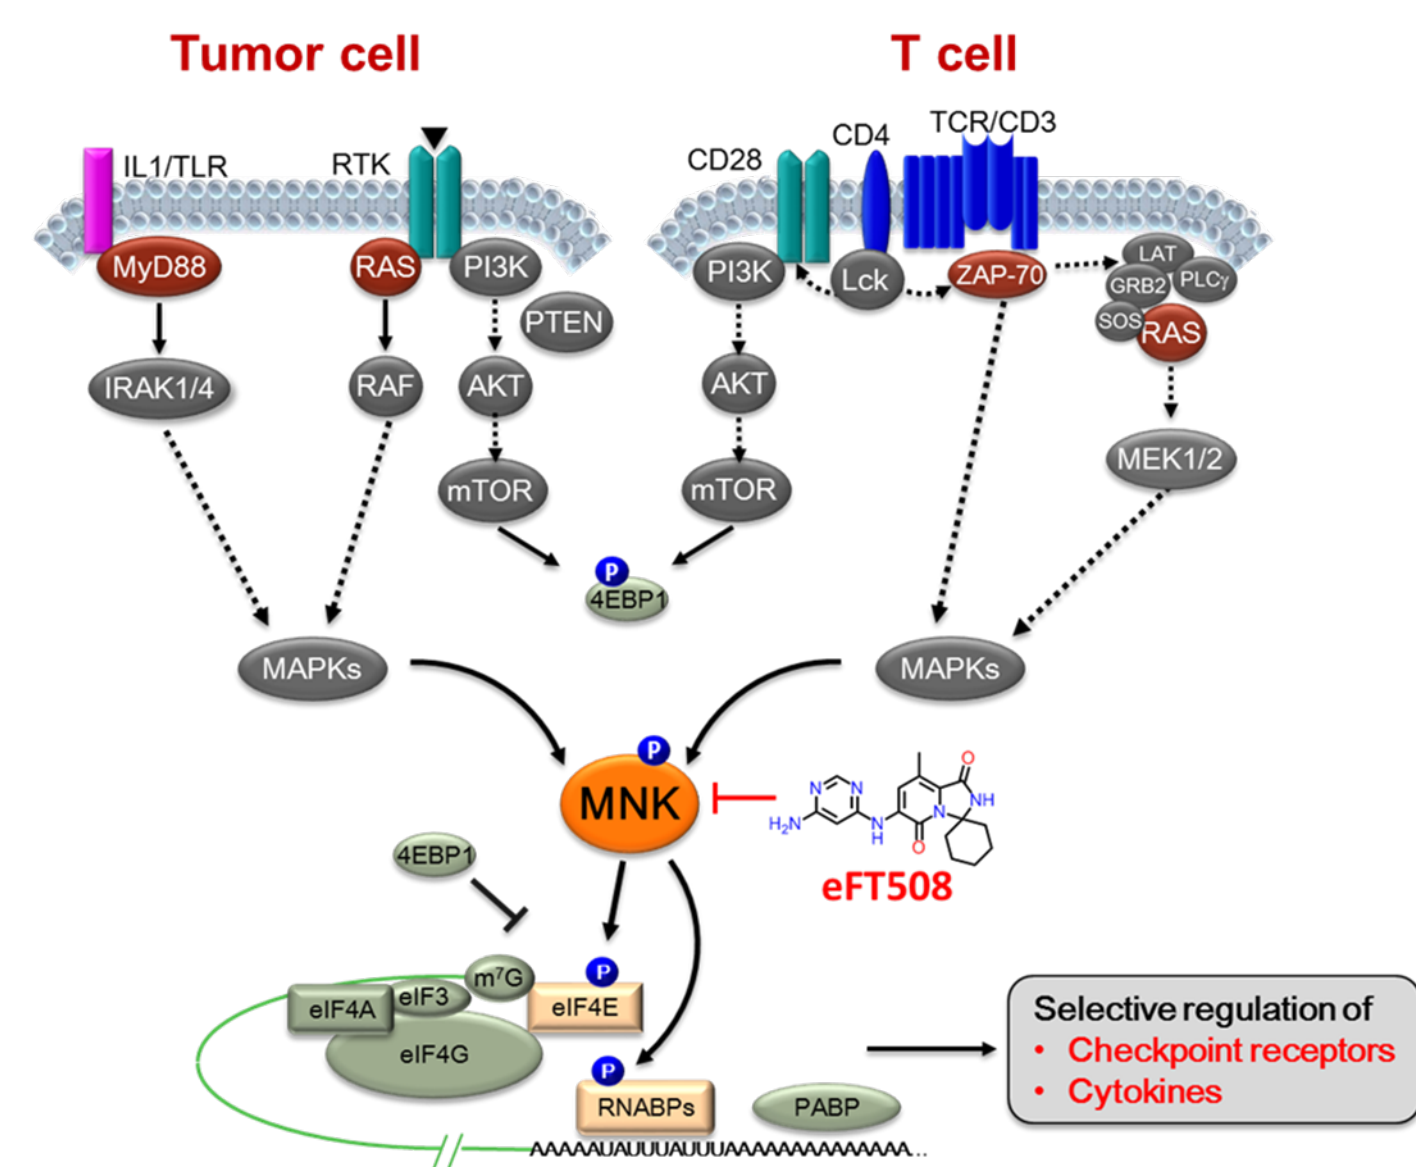 Tumor cell
T cell
IL1/TLR
RTK
CD28
CD4
TCR/CD3
MyD88
RAS
PI3K
PTEN
IRAK1/4
RAF
AKT
mTOR
PI3K
Lck
ZAP-70
LAT
GRB2
PLCγ
SOS
RAS
AKT
mTOR
MEK1/2
P
4EBP1
MAPKs
MAPKs
P
MNK
N
N
H₂N
N
H
N
O
O
NH
eFT508
4EBP1
m⁷G
P
eIF4A
eIF3
eIF4E
eIF4G
P
RNABPs
PABP
AAAAAUAUUUAUUUAAAAAAAAAAAAAA...
Selective regulation of
• Checkpoint receptors
• Cytokines